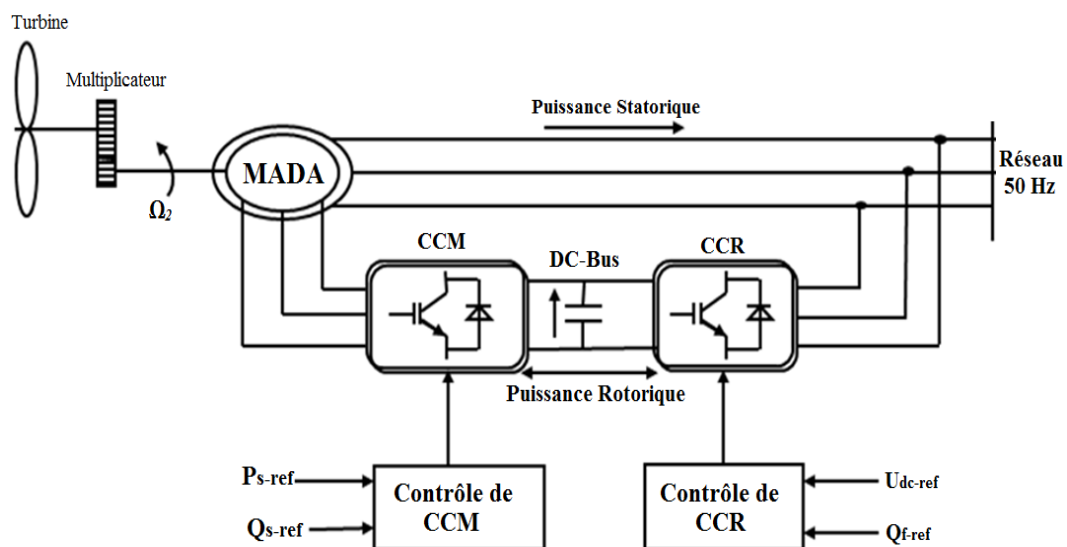 Turbine
Multiplicateur
Puissance Statorique
MADA
Réseau
50 Hz
Ω2
CCM
DC-Bus
CCR
Puissance Rotorique
Ps-ref
Qs-ref
Contrôle de
CCM
Contrôle de
CCR
Udc-ref
Qf-ref